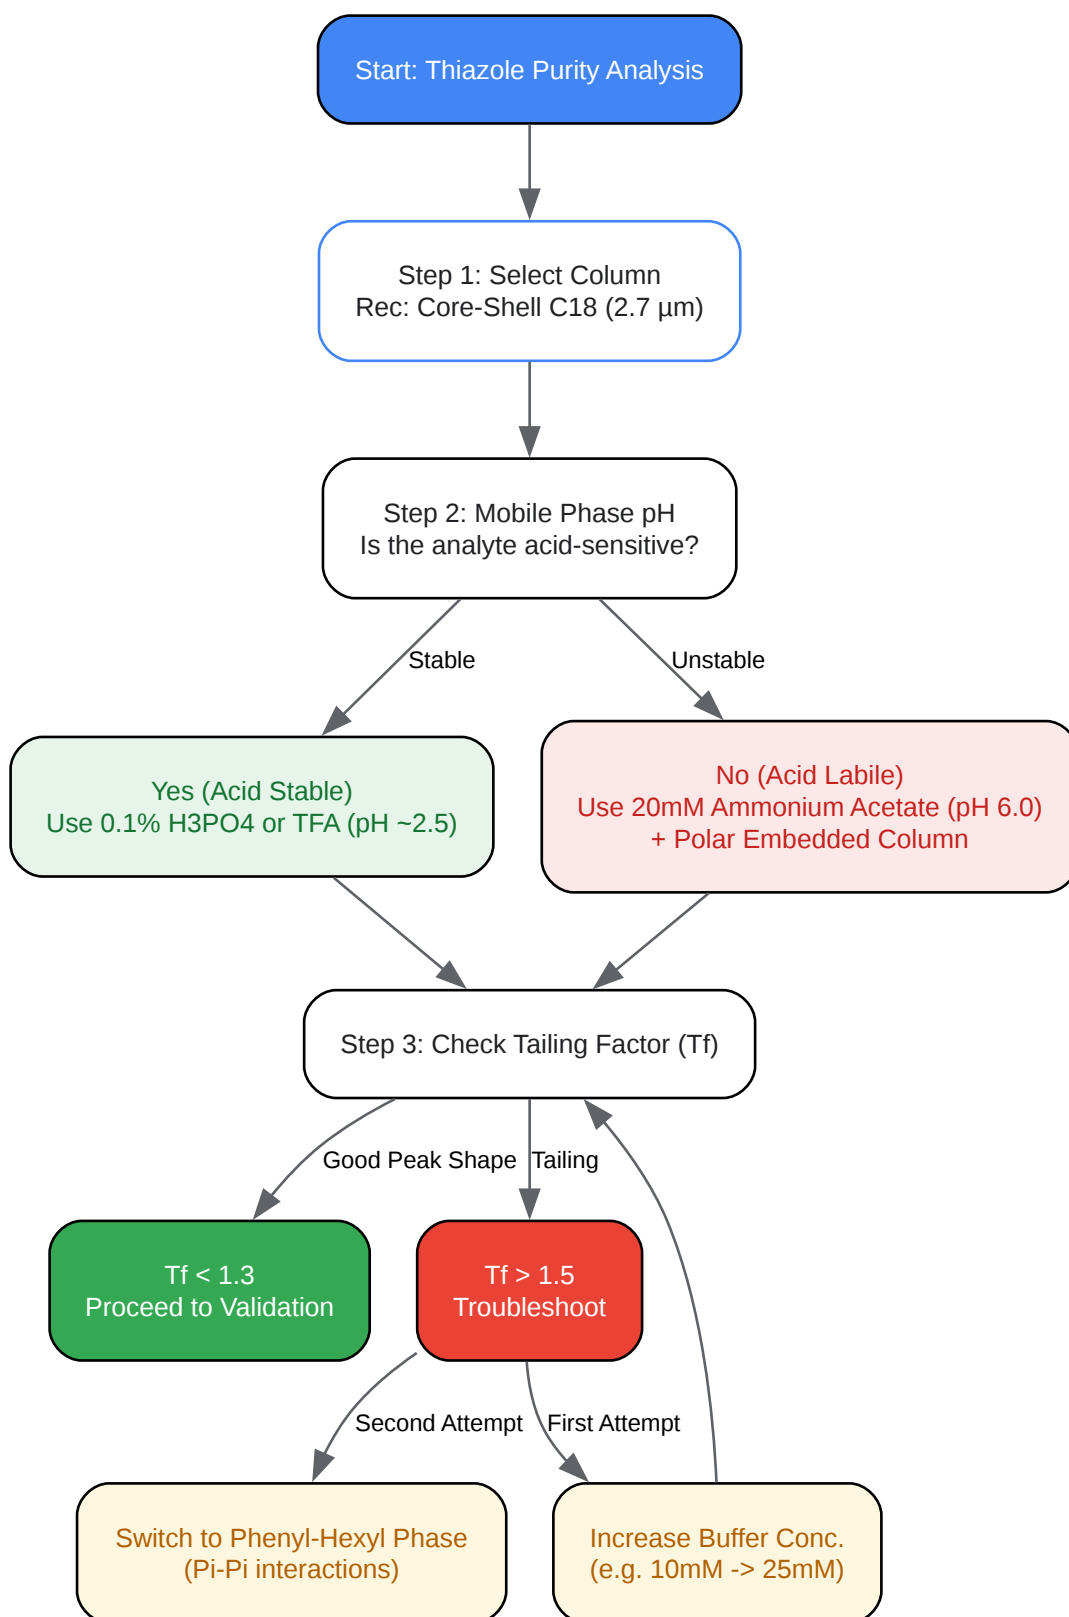 Start: Thiazole Purity Analysis
Step 1: Select Column
Rec: Core-Shell C18 (2.7 µm)
Step 2: Mobile Phase pH
Is the analyte acid-sensitive?
Stable
Unstable
Yes (Acid Stable)
Use 0.1% H3PO4 or TFA (pH ~2.5)
No (Acid Labile)
Use 20mM Ammonium Acetate (pH 6.0)
+ Polar Embedded Column
Step 3: Check Tailing Factor (Tf)
Good Peak Shape
Tailing
Tf < 1.3
Proceed to Validation
Tf > 1.5
Troubleshoot
Second Attempt
First Attempt
Switch to Phenyl-Hexyl Phase
(Pi-Pi interactions)
Increase Buffer Conc.
(e.g. 10mM -> 25mM)